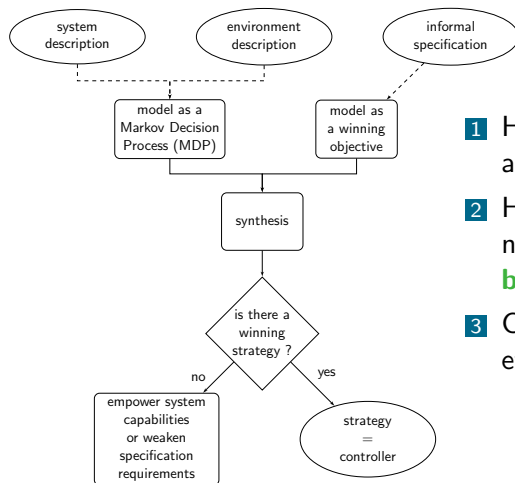 system
description
environment
description
informal
specification
model as a
Markov Decision
Process (MDP)
model as
a winning
objective
synthesis
is there a
winning
strategy ?
no
yes
empower system
capabilities
or weaken
specification
requirements
strategy
=
controller
1 H
a
2 H
n
b
3
e